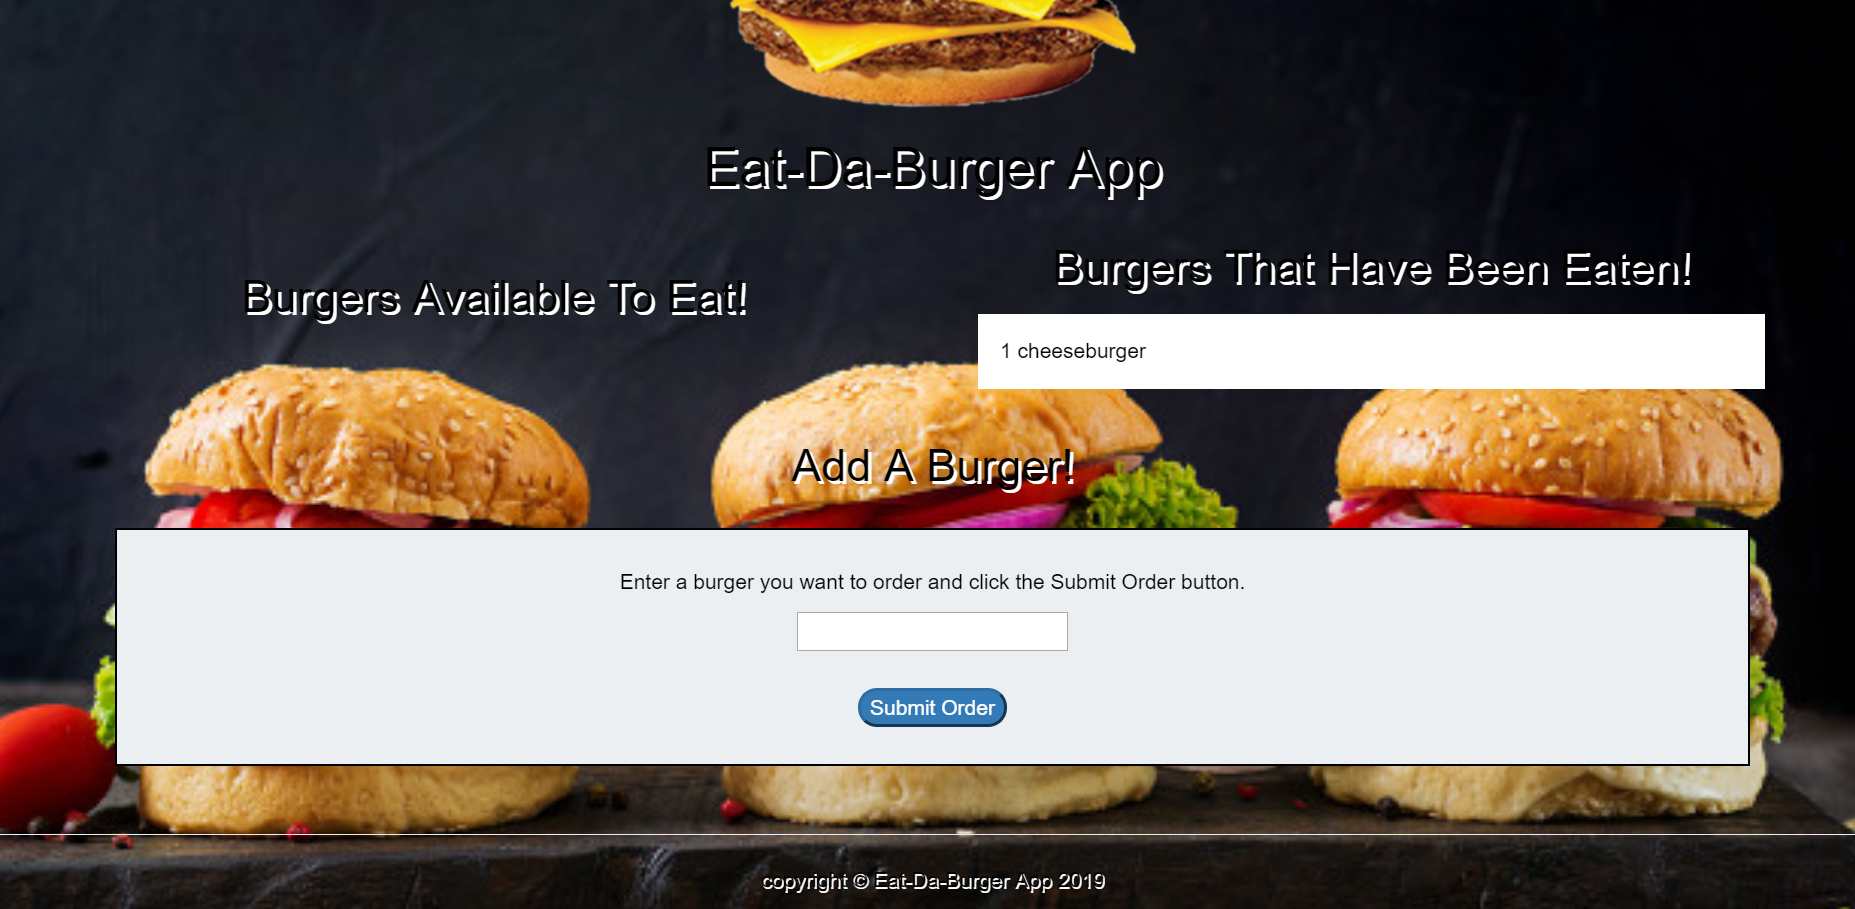 Eat-Da-Burger App
Burgers Available To Eat!
Burgers That Have Been Eaten!
1 cheeseburger
Add A Burger!
Enter a burger you want to order and click the Submit Order button.
Submit Order
copyright © Eat-Da-Burger App 2019